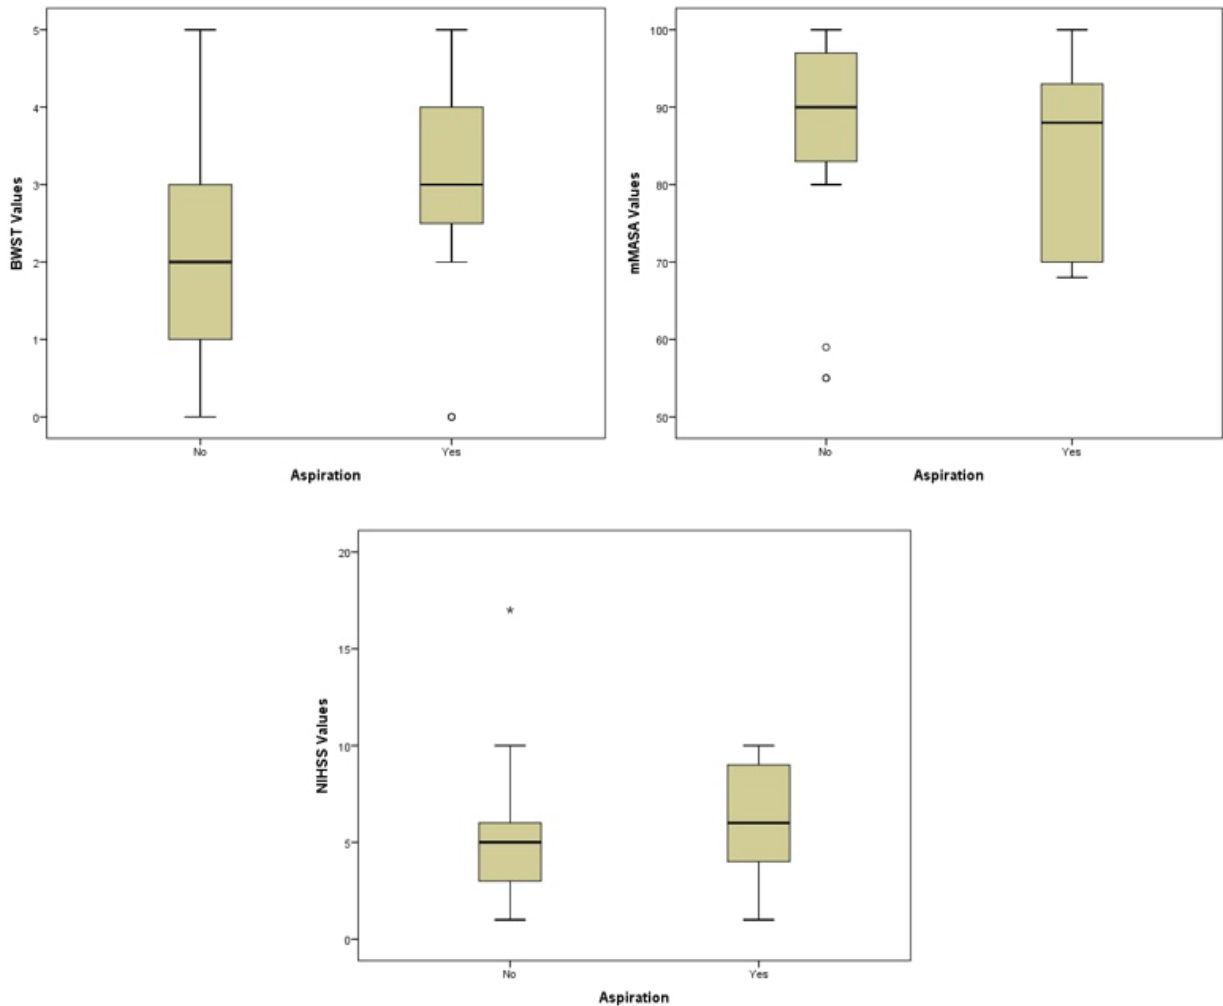 BWST Values
5
4
3
2
1
0
No Yes
Aspiration
mMASA Values
100
90
80
70
60
50
No Yes
Aspiration
NIHSS Values
20
15
10
5
0
*
No Yes
Aspiration